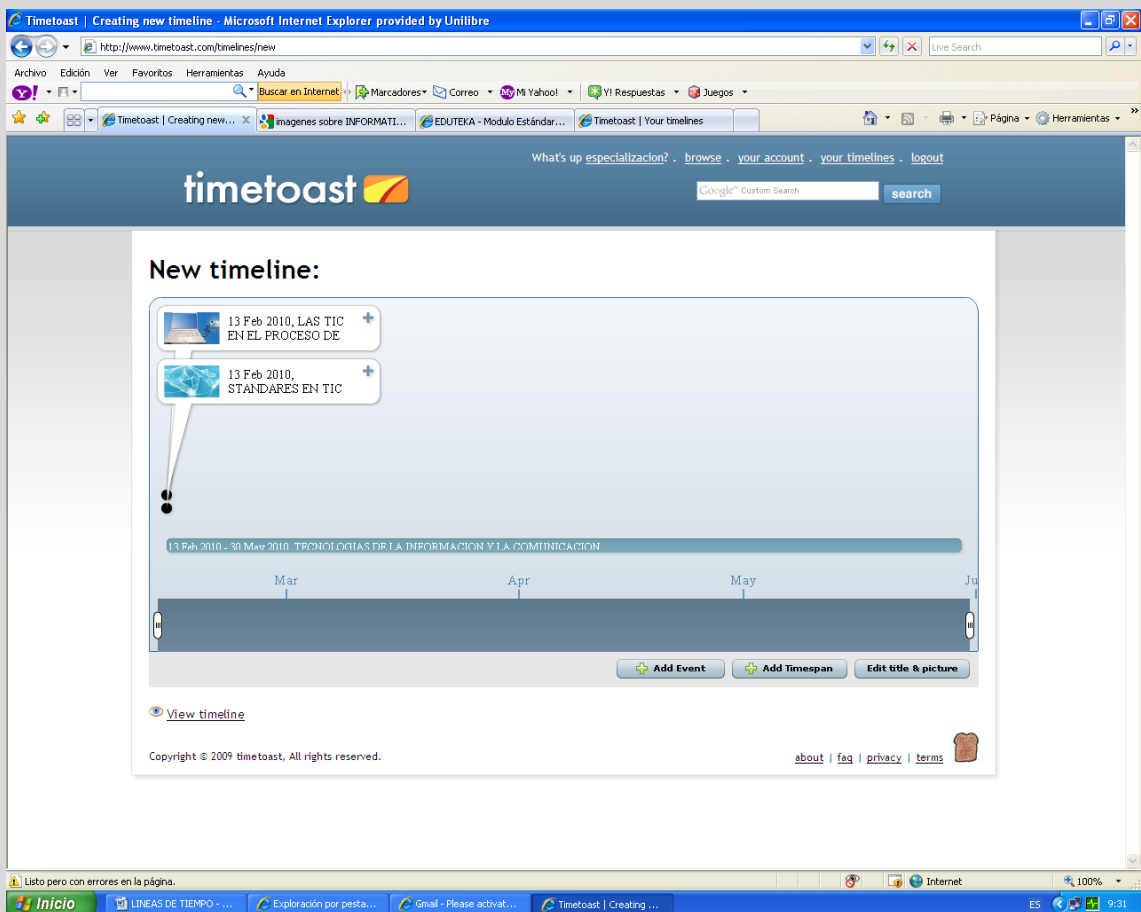 Timetoast | Creating new timeline - Microsoft Internet Explorer provided by Unilibre
http://www.timetoast.com/timelines/new
Live Search
Archivo Edición Ver Favoritos Herramientas Ayuda
Y! Buscar en Internet Marcadores Correo My Mi Yahoo! Y! Respuestas Juegos
Timetoast | Creating new... imagenes sobre INFORMATI... EDUTEKA - Modulo Estándar... Timetoast | Your timelines Página Herramientas »
What's up especializacion? . browse . your account . your timelines . logout
timetoast
Google™ Custom Search search
New timeline:
13 Feb 2010, LAS TIC
EN EL PROCESO DE
13 Feb 2010,
STANDARES EN TIC
13 Feb 2010 - 30 May 2010, TECNOLOGIAS DE LA INFORMACION Y LA COMUNICACION
Mar Apr May Ju
Add Event Add Timespan Edit title & picture
View timeline
Copyright © 2009 timetoast, All rights reserved. about | faq | privacy | terms
Listo pero con errores en la página. Internet 100%
Inicio LINEAS DE TIEMPO - ... Exploración por pesta... Gmail - Please activat... Timetoast | Creating ... ES 9:31